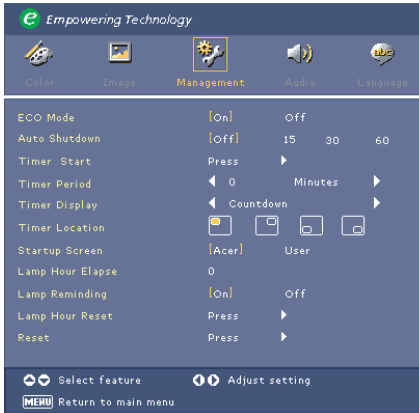 e Empowering Technology
Color Image Management Audio Language
abc
ECO Mode [On] Off
Auto Shutdown [Off] 15 30 60
Timer Start Press
Timer Period 0 Minutes
Timer Display Countdown
Timer Location
Startup Screen [Acer] User
Lamp Hour Elapse 0
Lamp Reminding [On] Off
Lamp Hour Reset Press
Reset Press
Select feature Adjust setting
MENU Return to main menu